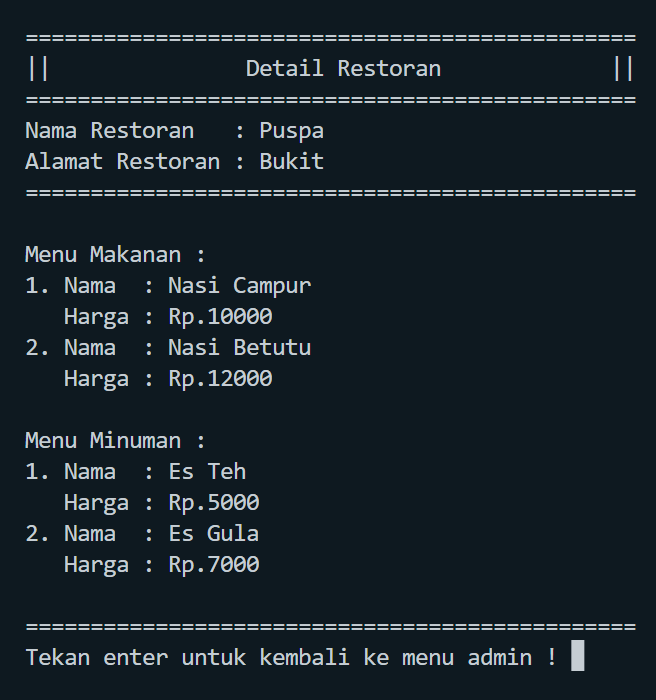 ===============================================
||               Detail Restoran             ||
===============================================
Nama Restoran   : Puspa
Alamat Restoran : Bukit
===============================================
Menu Makanan :
1. Nama  : Nasi Campur
   Harga : Rp.10000
2. Nama  : Nasi Betutu
   Harga : Rp.12000
Menu Minuman :
1. Nama  : Es Teh
   Harga : Rp.5000
2. Nama  : Es Gula
   Harga : Rp.7000
===============================================
Tekan enter untuk kembali ke menu admin !